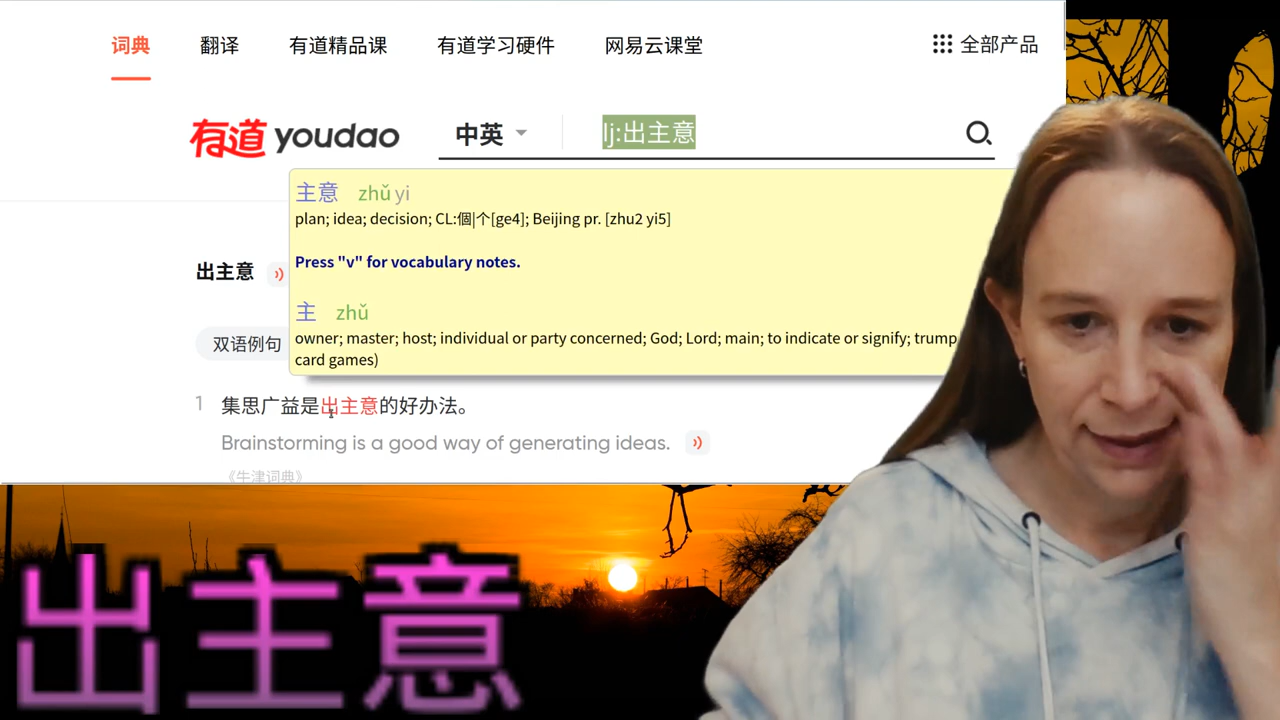 词典 翻译 有道精品课 有道学习硬件 网易云课堂 全部产品
有道 youdao 中英 lj:出主意
主意 zhǔ yi
plan; idea; decision; CL:個|个[ge4]; Beijing pr. [zhu2 yi5]
Press "v" for vocabulary notes.
主 zhǔ
owner; master; host; individual or party concerned; God; Lord; main; to indicate or signify; trump
card games)
出主意
双语例句
1 集思广益是出主意的好办法。
Brainstorming is a good way of generating ideas.
《牛津词典》
出主意